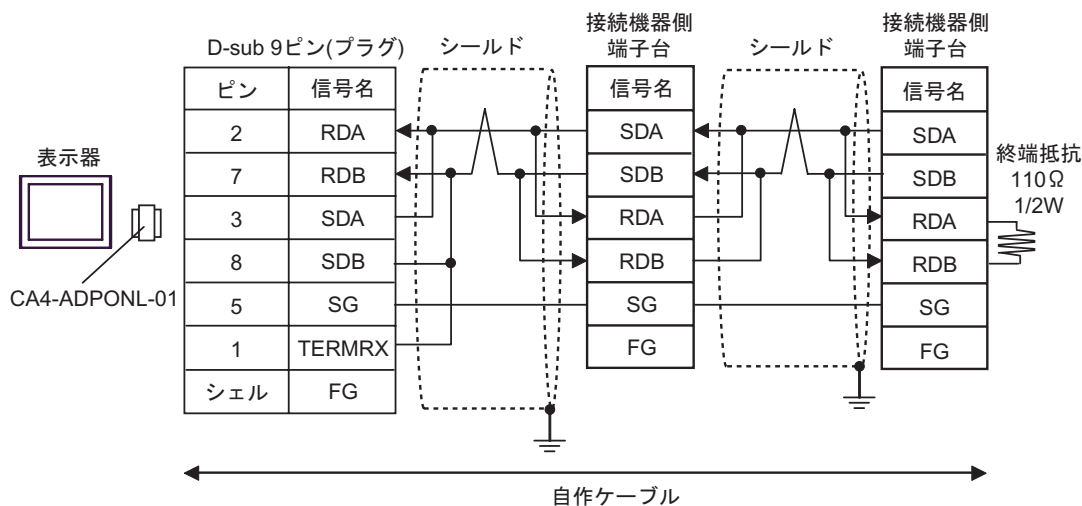 表示器
CA4-ADPONL-01
D-sub 9ピン(プラグ)
ピン 信号名
2 RDA
7 RDB
3 SDA
8 SDB
5 SG
1 TERMRX
シェル FG
シールド
接続機器側
端子台
信号名
SDA
SDB
RDA
RDB
SG
FG
シールド
接続機器側
端子台
信号名
SDA
SDB
RDA
RDB
SG
FG
終端抵抗
110Ω
1/2W
自作ケーブル